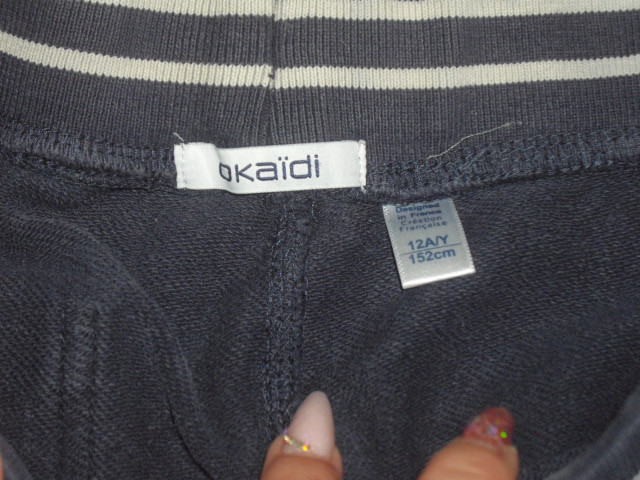 okaïdi
Designed
in France
Création
Française
12A/Y
152cm